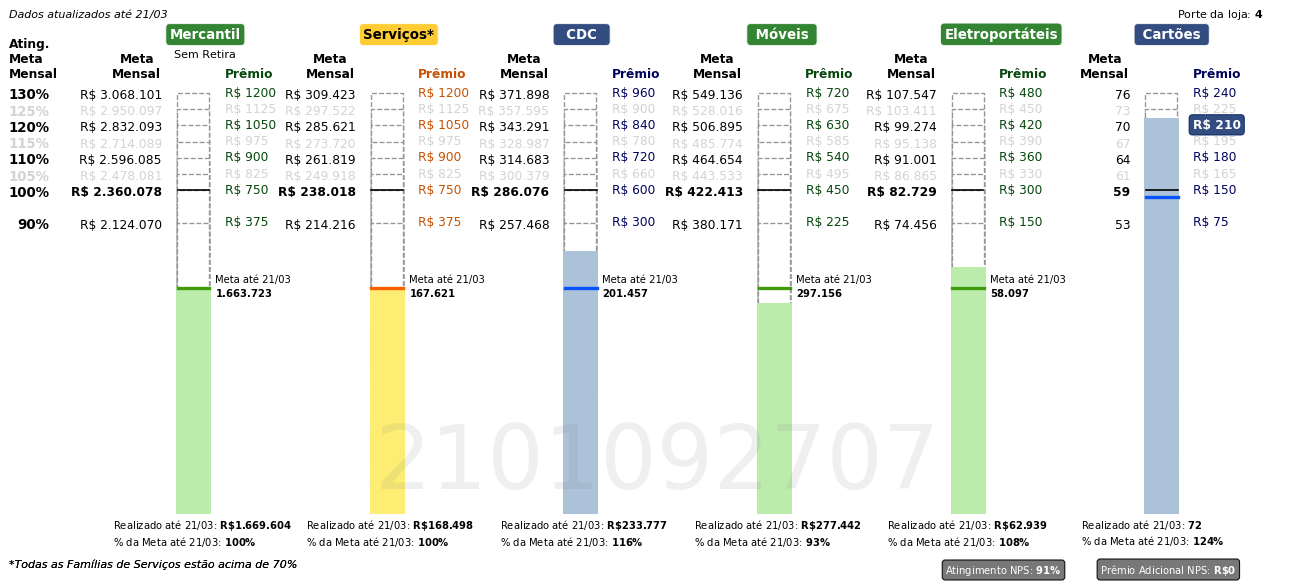 Dados atualizados até 21/03
Porte da loja: 4
Mercantil Serviços* CDC Móveis Eletroportáteis Cartões
Sem Retira
Ating. Meta Mensal
Meta Mensal Prêmio Meta Mensal Prêmio Meta Mensal Prêmio Meta Mensal Prêmio Meta Mensal Prêmio Meta Mensal Prêmio
130% R$ 3.068.101 R$ 1200 R$ 309.423 R$ 1200 R$ 371.898 R$ 960 R$ 549.136 R$ 720 R$ 107.547 R$ 480 76 R$ 240
125% R$ 2.950.097 R$ 1125 R$ 297.522 R$ 1125 R$ 357.595 R$ 900 R$ 528.016 R$ 675 R$ 103.411 R$ 450 73 R$ 225
120% R$ 2.832.093 R$ 1050 R$ 285.621 R$ 1050 R$ 343.291 R$ 840 R$ 506.895 R$ 630 R$ 99.274 R$ 420 70 R$ 210
115% R$ 2.714.089 R$ 975 R$ 273.720 R$ 975 R$ 328.987 R$ 780 R$ 485.774 R$ 585 R$ 95.138 R$ 390 67 R$ 195
110% R$ 2.596.085 R$ 900 R$ 261.819 R$ 900 R$ 314.683 R$ 720 R$ 464.654 R$ 540 R$ 91.001 R$ 360 64 R$ 180
105% R$ 2.478.081 R$ 825 R$ 249.918 R$ 825 R$ 300.379 R$ 660 R$ 443.533 R$ 495 R$ 86.865 R$ 330 61 R$ 165
100% R$ 2.360.078 R$ 750 R$ 238.018 R$ 750 R$ 286.076 R$ 600 R$ 422.413 R$ 450 R$ 82.729 R$ 300 59 R$ 150
90% R$ 2.124.070 R$ 375 R$ 214.216 R$ 375 R$ 257.468 R$ 300 R$ 380.171 R$ 225 R$ 74.456 R$ 150 53 R$ 75
Meta até 21/03 Meta até 21/03 Meta até 21/03 Meta até 21/03 Meta até 21/03
1.663.723 167.621 201.457 297.156 58.097
2101092707
Realizado até 21/03: R$1.669.604 Realizado até 21/03: R$168.498 Realizado até 21/03: R$233.777 Realizado até 21/03: R$277.442 Realizado até 21/03: R$62.939 Realizado até 21/03: 72
% da Meta até 21/03: 100% % da Meta até 21/03: 100% % da Meta até 21/03: 116% % da Meta até 21/03: 93% % da Meta até 21/03: 108% % da Meta até 21/03: 124%
*Todas as Famílias de Serviços estão acima de 70%
Atingimento NPS: 91% Prêmio Adicional NPS: R$0